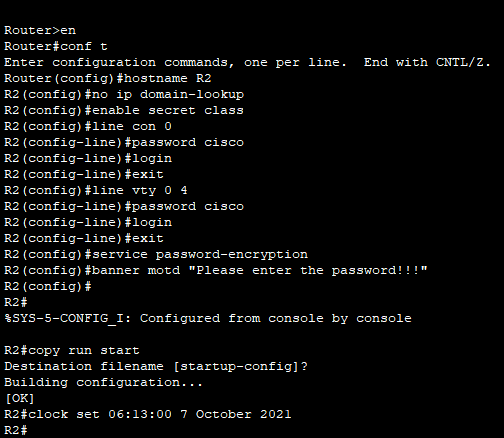 Router>en
Router#conf t
Enter configuration commands, one per line.  End with CNTL/Z.
Router(config)#hostname R2
R2(config)#no ip domain-lookup
R2(config)#enable secret class
R2(config)#line con 0
R2(config-line)#password cisco
R2(config-line)#login
R2(config-line)#exit
R2(config)#line vty 0 4
R2(config-line)#password cisco
R2(config-line)#login
R2(config-line)#exit
R2(config)#service password-encryption
R2(config)#banner motd "Please enter the password!!!"
R2(config)#
R2#
%SYS-5-CONFIG_I: Configured from console by console
R2#copy run start
Destination filename [startup-config]?
Building configuration...
[OK]
R2#clock set 06:13:00 7 October 2021
R2#